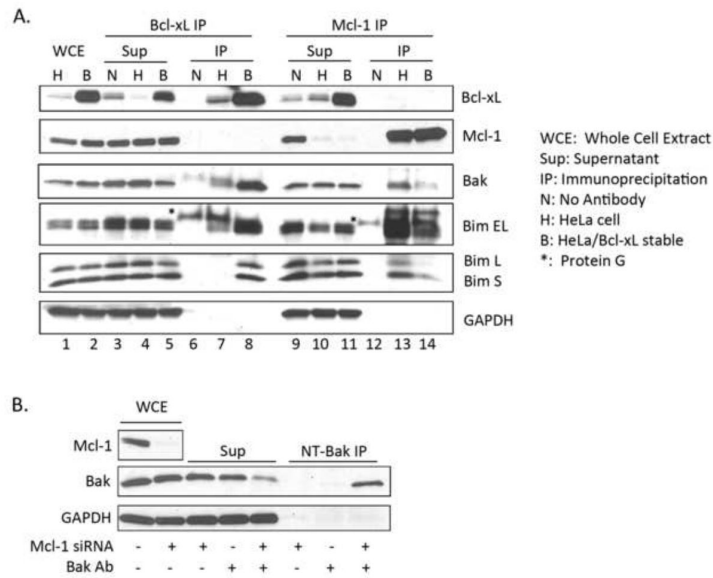 A.
Bcl-xL IP Mcl-1 IP
WCE Sup IP Sup IP
H B N H B N H B N H B N H B
Bcl-xL
Mcl-1
Bak
* * Bim EL
Bim L
Bim S
GAPDH
1 2 3 4 5 6 7 8 9 10 11 12 13 14
WCE: Whole Cell Extract
Sup: Supernatant
IP: Immunoprecipitation
N: No Antibody
H: HeLa cell
B: HeLa/Bcl-xL stable
*: Protein G
B.
WCE
Mcl-1
Sup NT-Bak IP
Bak
GAPDH
Mcl-1 siRNA - + + - + + - +
Bak Ab - - - + + - + +